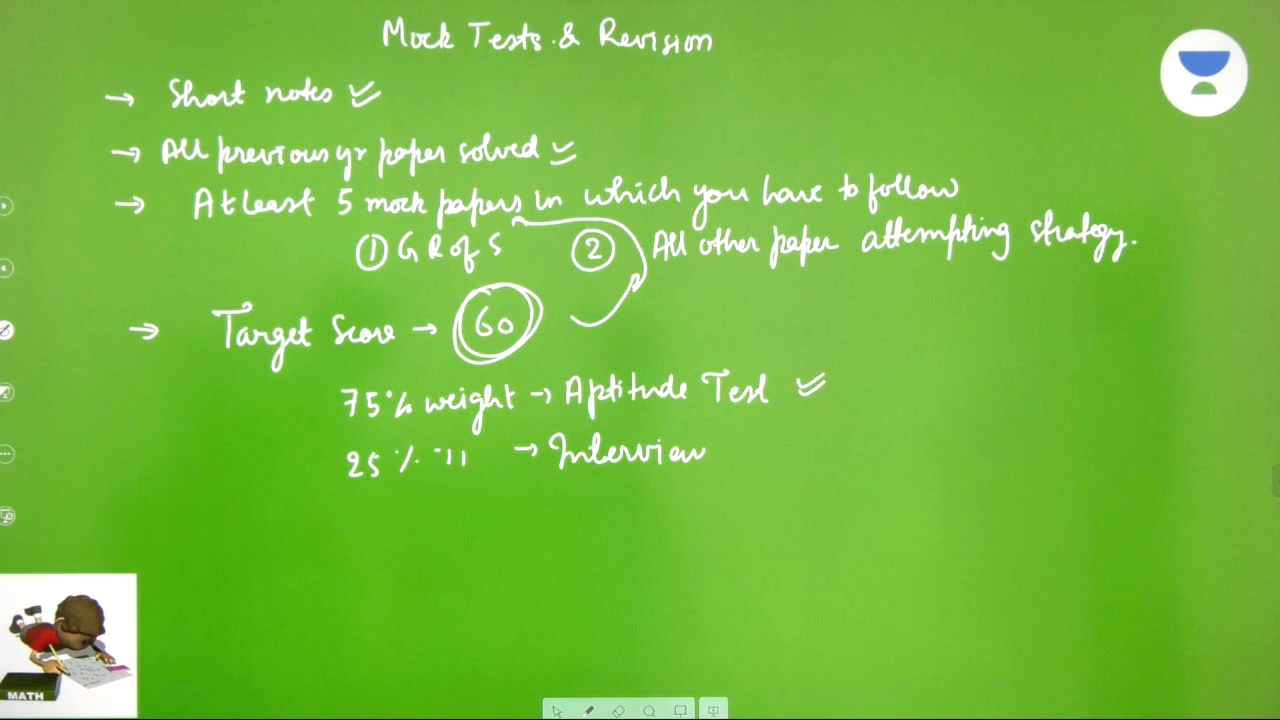 Mock Tests & Revision
→ Short notes
→ All previous yr paper solved
→ Atleast 5 mock papers in which you have to follow
① G R of S ② All other paper attempting strategy.
→ Target Score → 60
75% weight → Aptitude Test
25% " → Interview
MATH